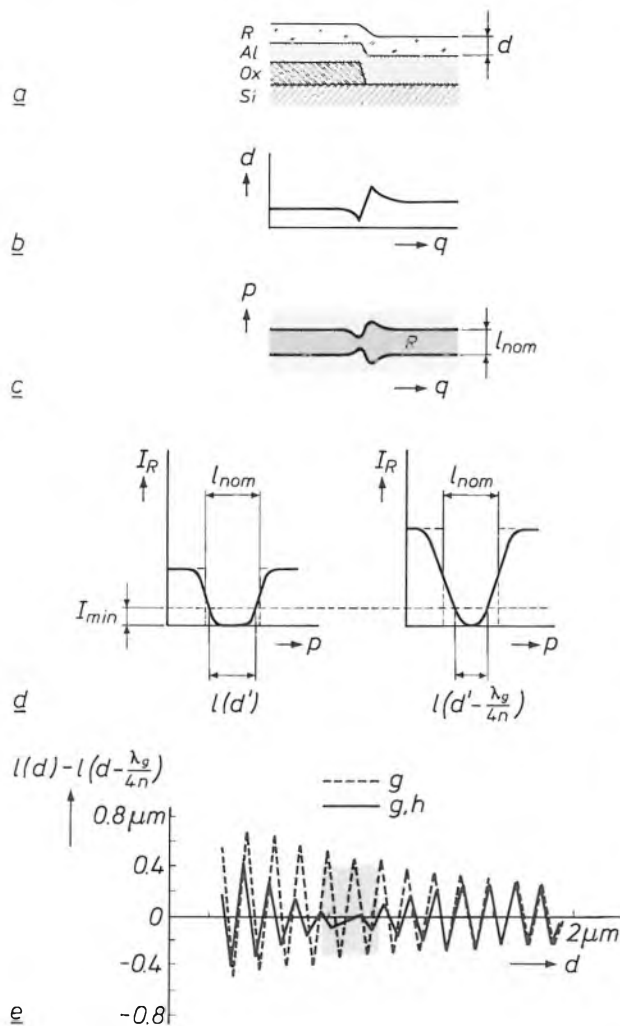 R
Al
Ox
Si
d
a
d
q
b
p
R
l_nom
q
c
I_R
l_nom
I_min
p
l(d')
I_R
l_nom
p
l(d' - λ_g/4n)
d
l(d) - l(d - λ_g/4n)
g
g,h
0.8 μm
0.4
0
-0.4
-0.8
2 μm
d
e